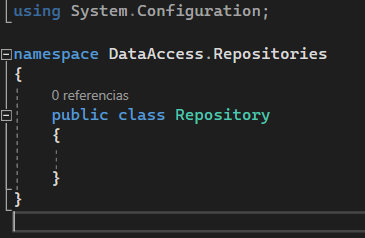 using System.Configuration;
namespace DataAccess.Repositories
{
0 referencias
public class Repository
{
}
}